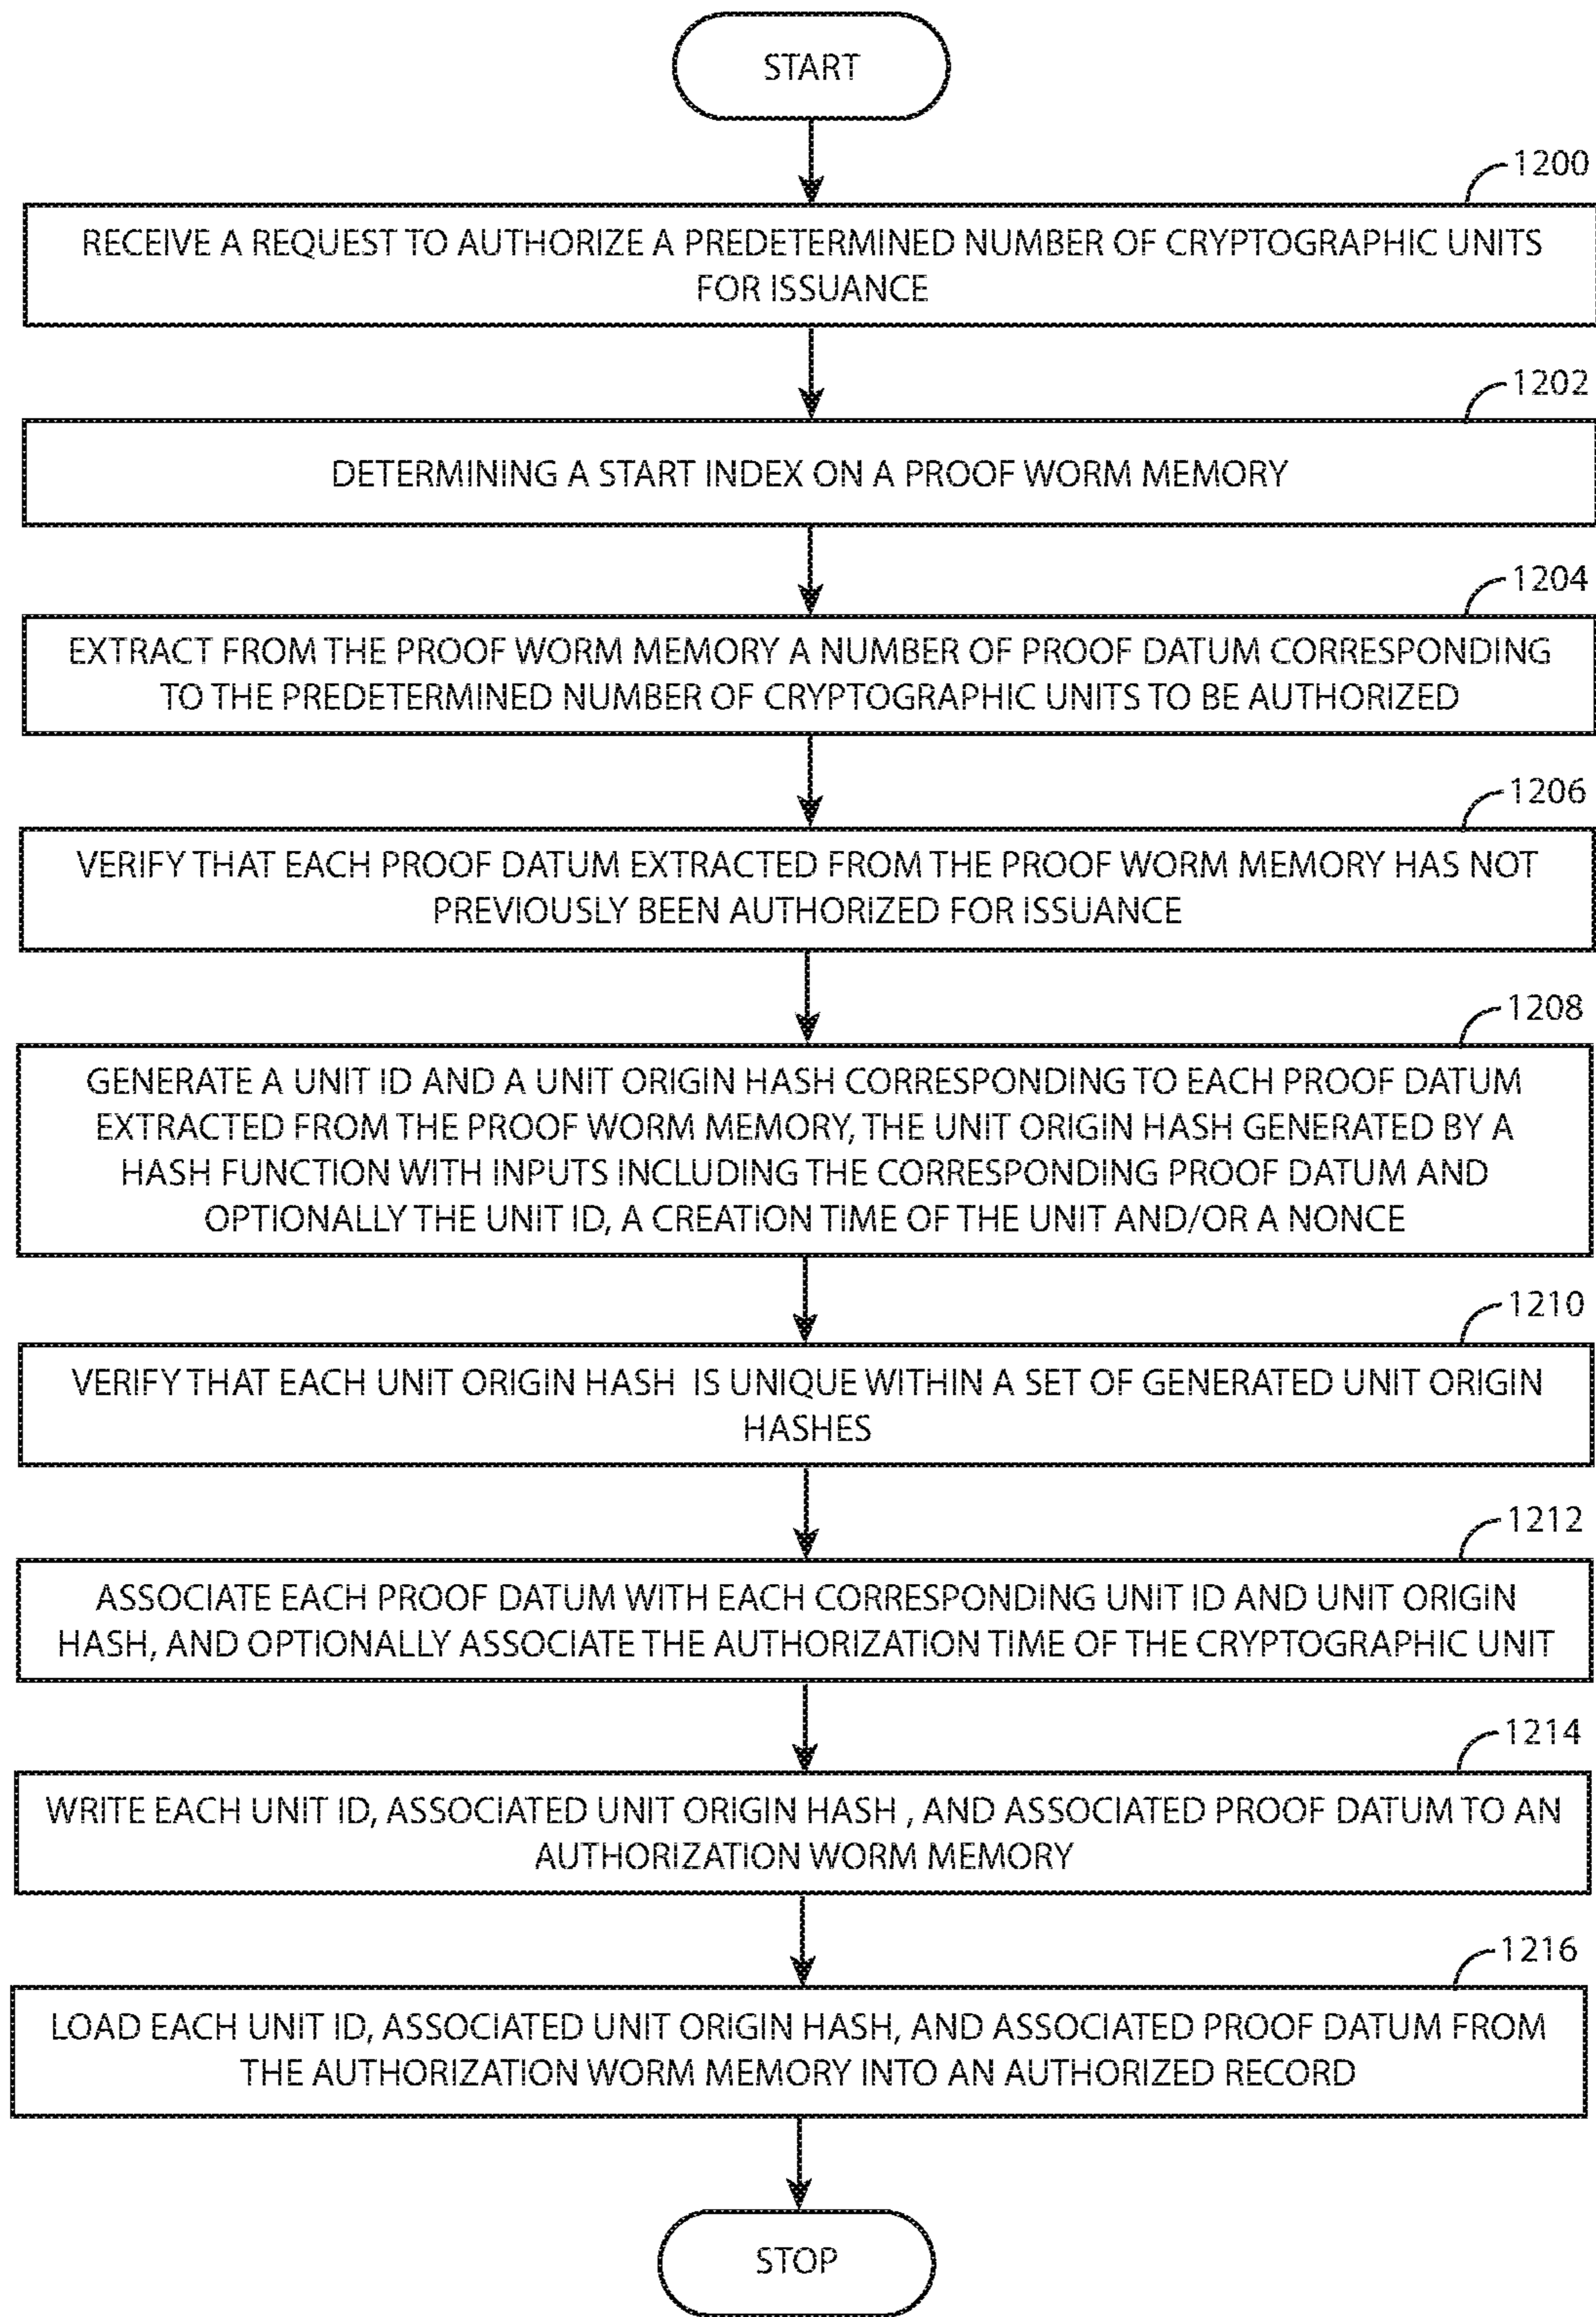 START
1200
RECEIVE A REQUEST TO AUTHORIZE A PREDETERMINED NUMBER OF CRYPTOGRAPHIC UNITS
FOR ISSUANCE
1202
DETERMINING A START INDEX ON A PROOF WORM MEMORY
1204
EXTRACT FROM THE PROOF WORM MEMORY A NUMBER OF PROOF DATUM CORRESPONDING
TO THE PREDETERMINED NUMBER OF CRYPTOGRAPHIC UNITS TO BE AUTHORIZED
1206
VERIFY THAT EACH PROOF DATUM EXTRACTED FROM THE PROOF WORM MEMORY HAS NOT
PREVIOUSLY BEEN AUTHORIZED FOR ISSUANCE
1208
GENERATE A UNIT ID AND A UNIT ORIGIN HASH CORRESPONDING TO EACH PROOF DATUM
EXTRACTED FROM THE PROOF WORM MEMORY, THE UNIT ORIGIN HASH GENERATED BY A
HASH FUNCTION WITH INPUTS INCLUDING THE CORRESPONDING PROOF DATUM AND
OPTIONALLY THE UNIT ID, A CREATION TIME OF THE UNIT AND/OR A NONCE
1210
VERIFY THAT EACH UNIT ORIGIN HASH IS UNIQUE WITHIN A SET OF GENERATED UNIT ORIGIN
HASHES
1212
ASSOCIATE EACH PROOF DATUM WITH EACH CORRESPONDING UNIT ID AND UNIT ORIGIN
HASH, AND OPTIONALLY ASSOCIATE THE AUTHORIZATION TIME OF THE CRYPTOGRAPHIC UNIT
1214
WRITE EACH UNIT ID, ASSOCIATED UNIT ORIGIN HASH , AND ASSOCIATED PROOF DATUM TO AN
AUTHORIZATION WORM MEMORY
1216
LOAD EACH UNIT ID, ASSOCIATED UNIT ORIGIN HASH, AND ASSOCIATED PROOF DATUM FROM
THE AUTHORIZATION WORM MEMORY INTO AN AUTHORIZED RECORD
STOP